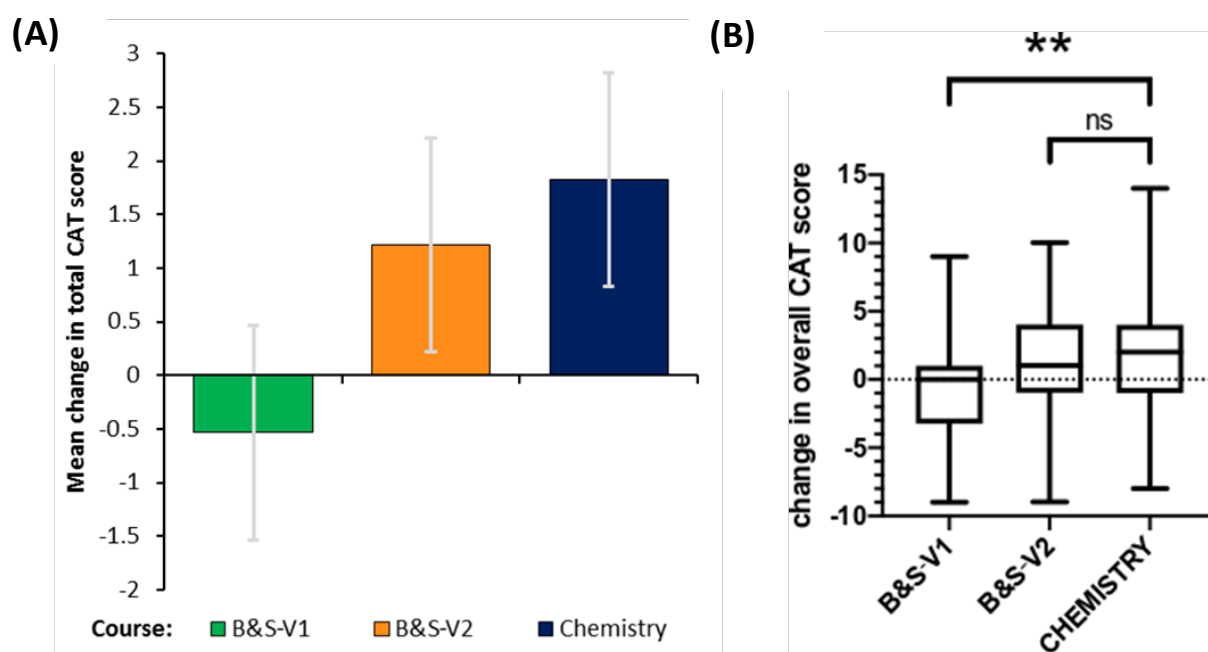 (A)
Mean change in total CAT score
3
2.5
2
1.5
1
0.5
0
-0.5
-1
-1.5
-2
Course: B&S-V1 B&S-V2 Chemistry
(B)
**
ns
change in overall CAT score
15
10
5
0
-5
-10
B&S-V1
B&S-V2
CHEMISTRY